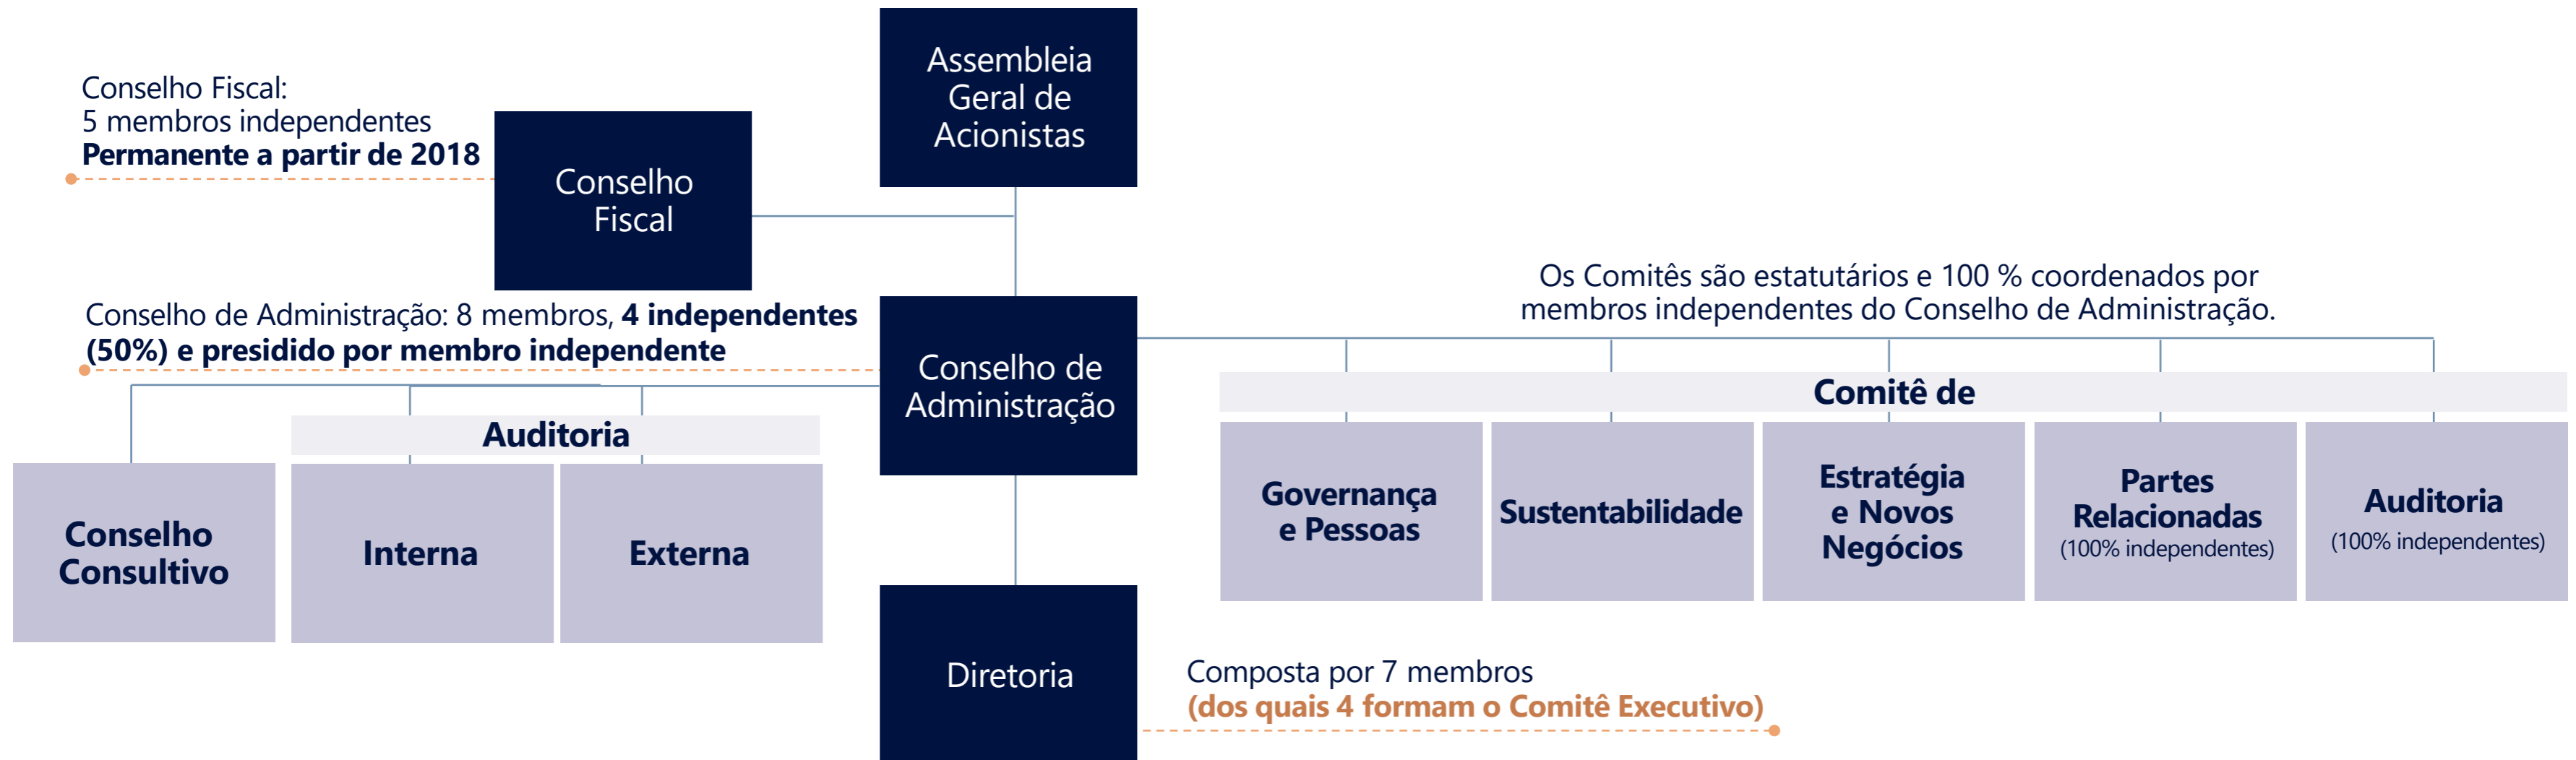 Assembleia
Geral de
Acionistas
Conselho Fiscal:
5 membros independentes
Permanente a partir de 2018
Conselho
Fiscal
Os Comitês são estatutários e 100 % coordenados por
membros independentes do Conselho de Administração.
Conselho de Administração: 8 membros, 4 independentes
(50%) e presidido por membro independente
Conselho de
Administração
Comitê de
Auditoria
Conselho
Consultivo
Interna
Externa
Governança
e Pessoas
Sustentabilidade
Estratégia
e Novos
Negócios
Partes
Relacionadas
(100% independentes)
Auditoria
(100% independentes)
Diretoria
Composta por 7 membros
(dos quais 4 formam o Comitê Executivo)